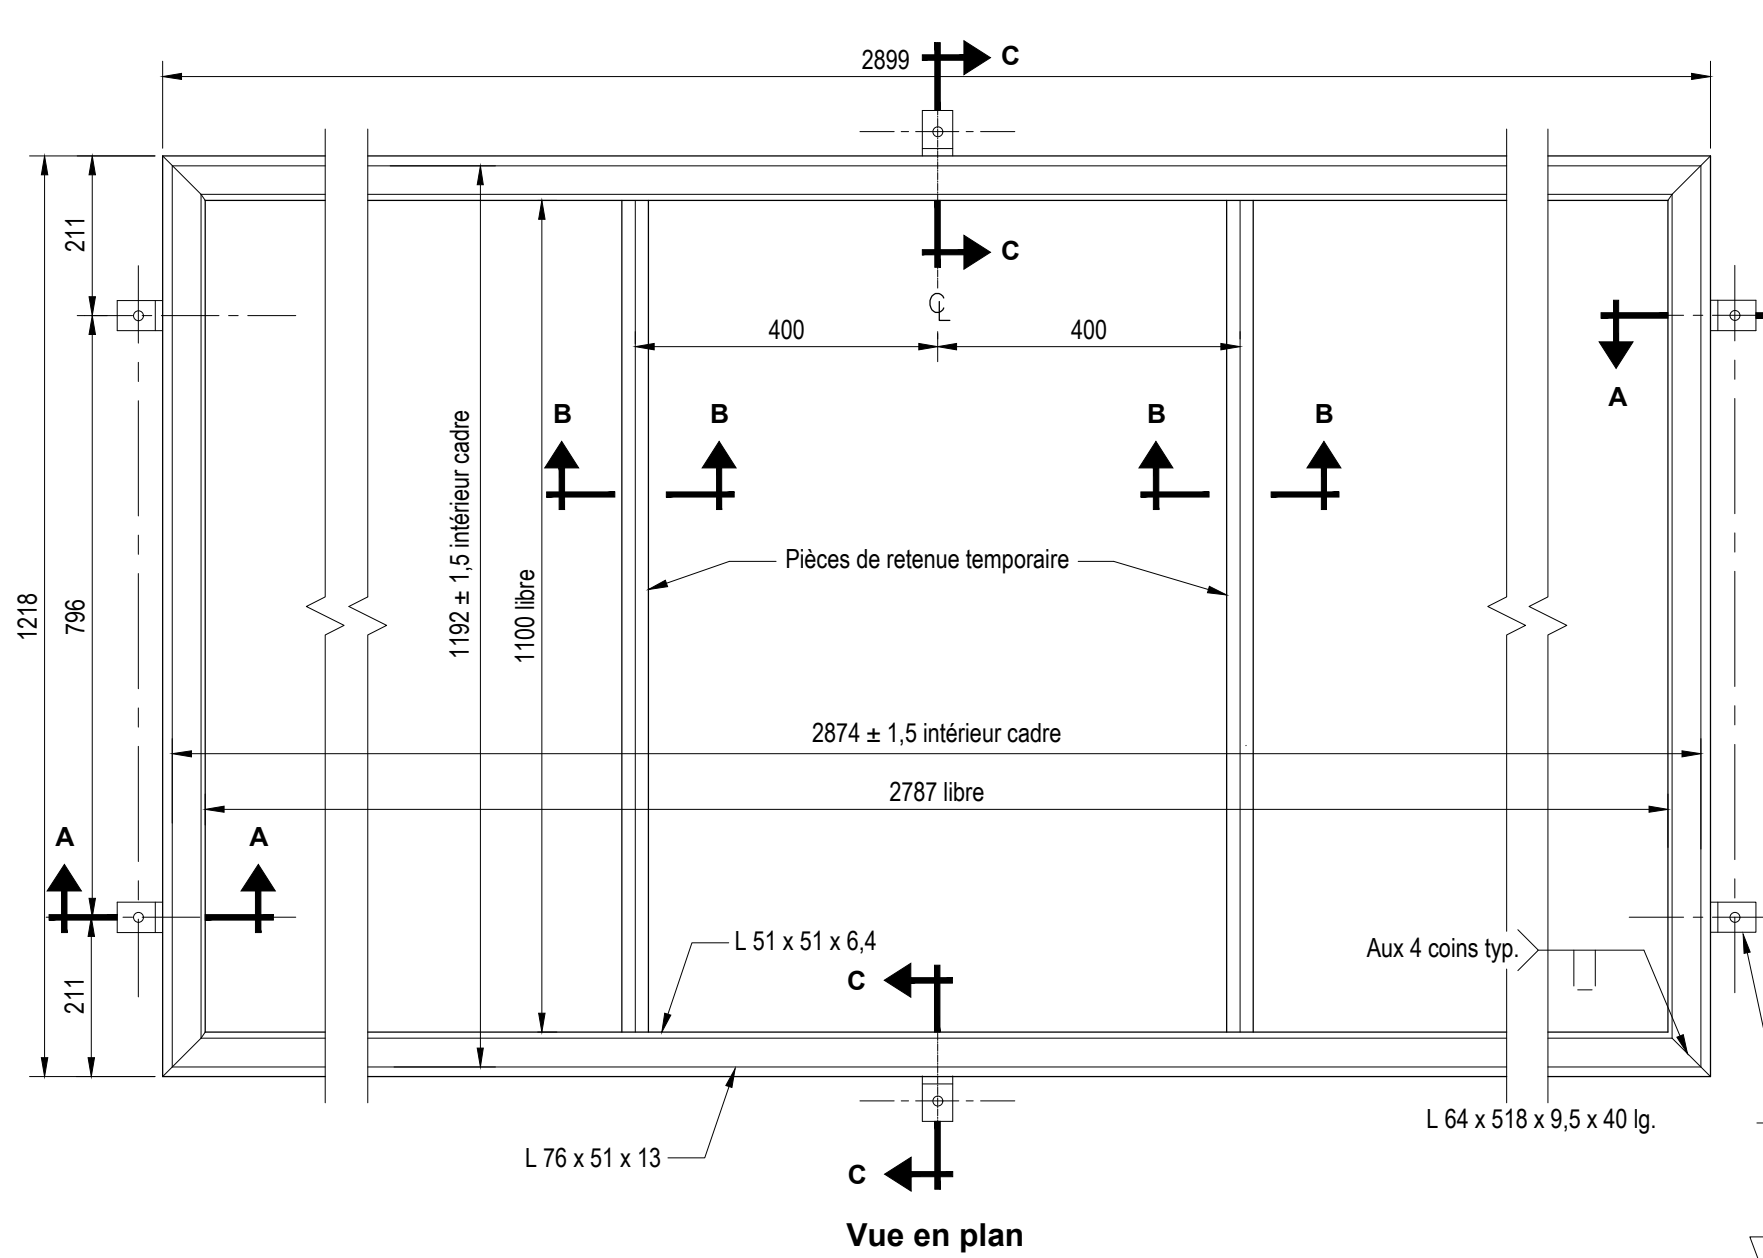 2899
C
C
211
400
400
A
B
B
B
B
1192 ± 1,5 intérieur cadre
1100 libre
Pièces de retenue temporaire
1218
796
2874 ± 1,5 intérieur cadre
2787 libre
A
A
L 51 x 51 x 6,4
Aux 4 coins typ.
C
211
L 64 x 518 x 9,5 x 40 lg.
L 76 x 51 x 13
C
Vue en plan